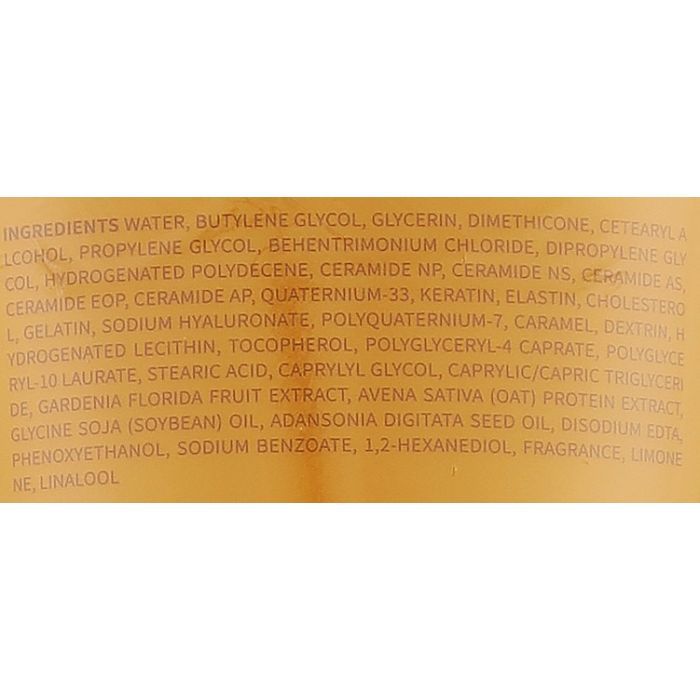 INGREDIENTS WATER, BUTYLENE GLYCOL, GLYCERIN, DIMETHICONE, CETEARYL A
LCOHOL, PROPYLENE GLYCOL, BEHENTRIMONIUM CHLORIDE, DIPROPYLENE GLY
COL, HYDROGENATED POLYDECENE, CERAMIDE NP, CERAMIDE NS, CERAMIDE AS,
CERAMIDE EOP, CERAMIDE AP, QUATERNIUM-33, KERATIN, ELASTIN, CHOLESTERO
L, GELATIN, SODIUM HYALURONATE, POLYQUATERNIUM-7, CARAMEL, DEXTRIN, H
YDROGENATED LECITHIN, TOCOPHEROL, POLYGLYCERYL-4 CAPRATE, POLYGLYCE
RYL-10 LAURATE, STEARIC ACID, CAPRYLYL GLYCOL, CAPRYLIC/CAPRIC TRIGLYCERI
DE, GARDENIA FLORIDA FRUIT EXTRACT, AVENA SATIVA (OAT) PROTEIN EXTRACT,
GLYCINE SOJA (SOYBEAN) OIL, ADANSONIA DIGITATA SEED OIL, DISODIUM EDTA,
PHENOXYETHANOL, SODIUM BENZOATE, 1,2-HEXANEDIOL, FRAGRANCE, LIMONE
NE, LINALOOL